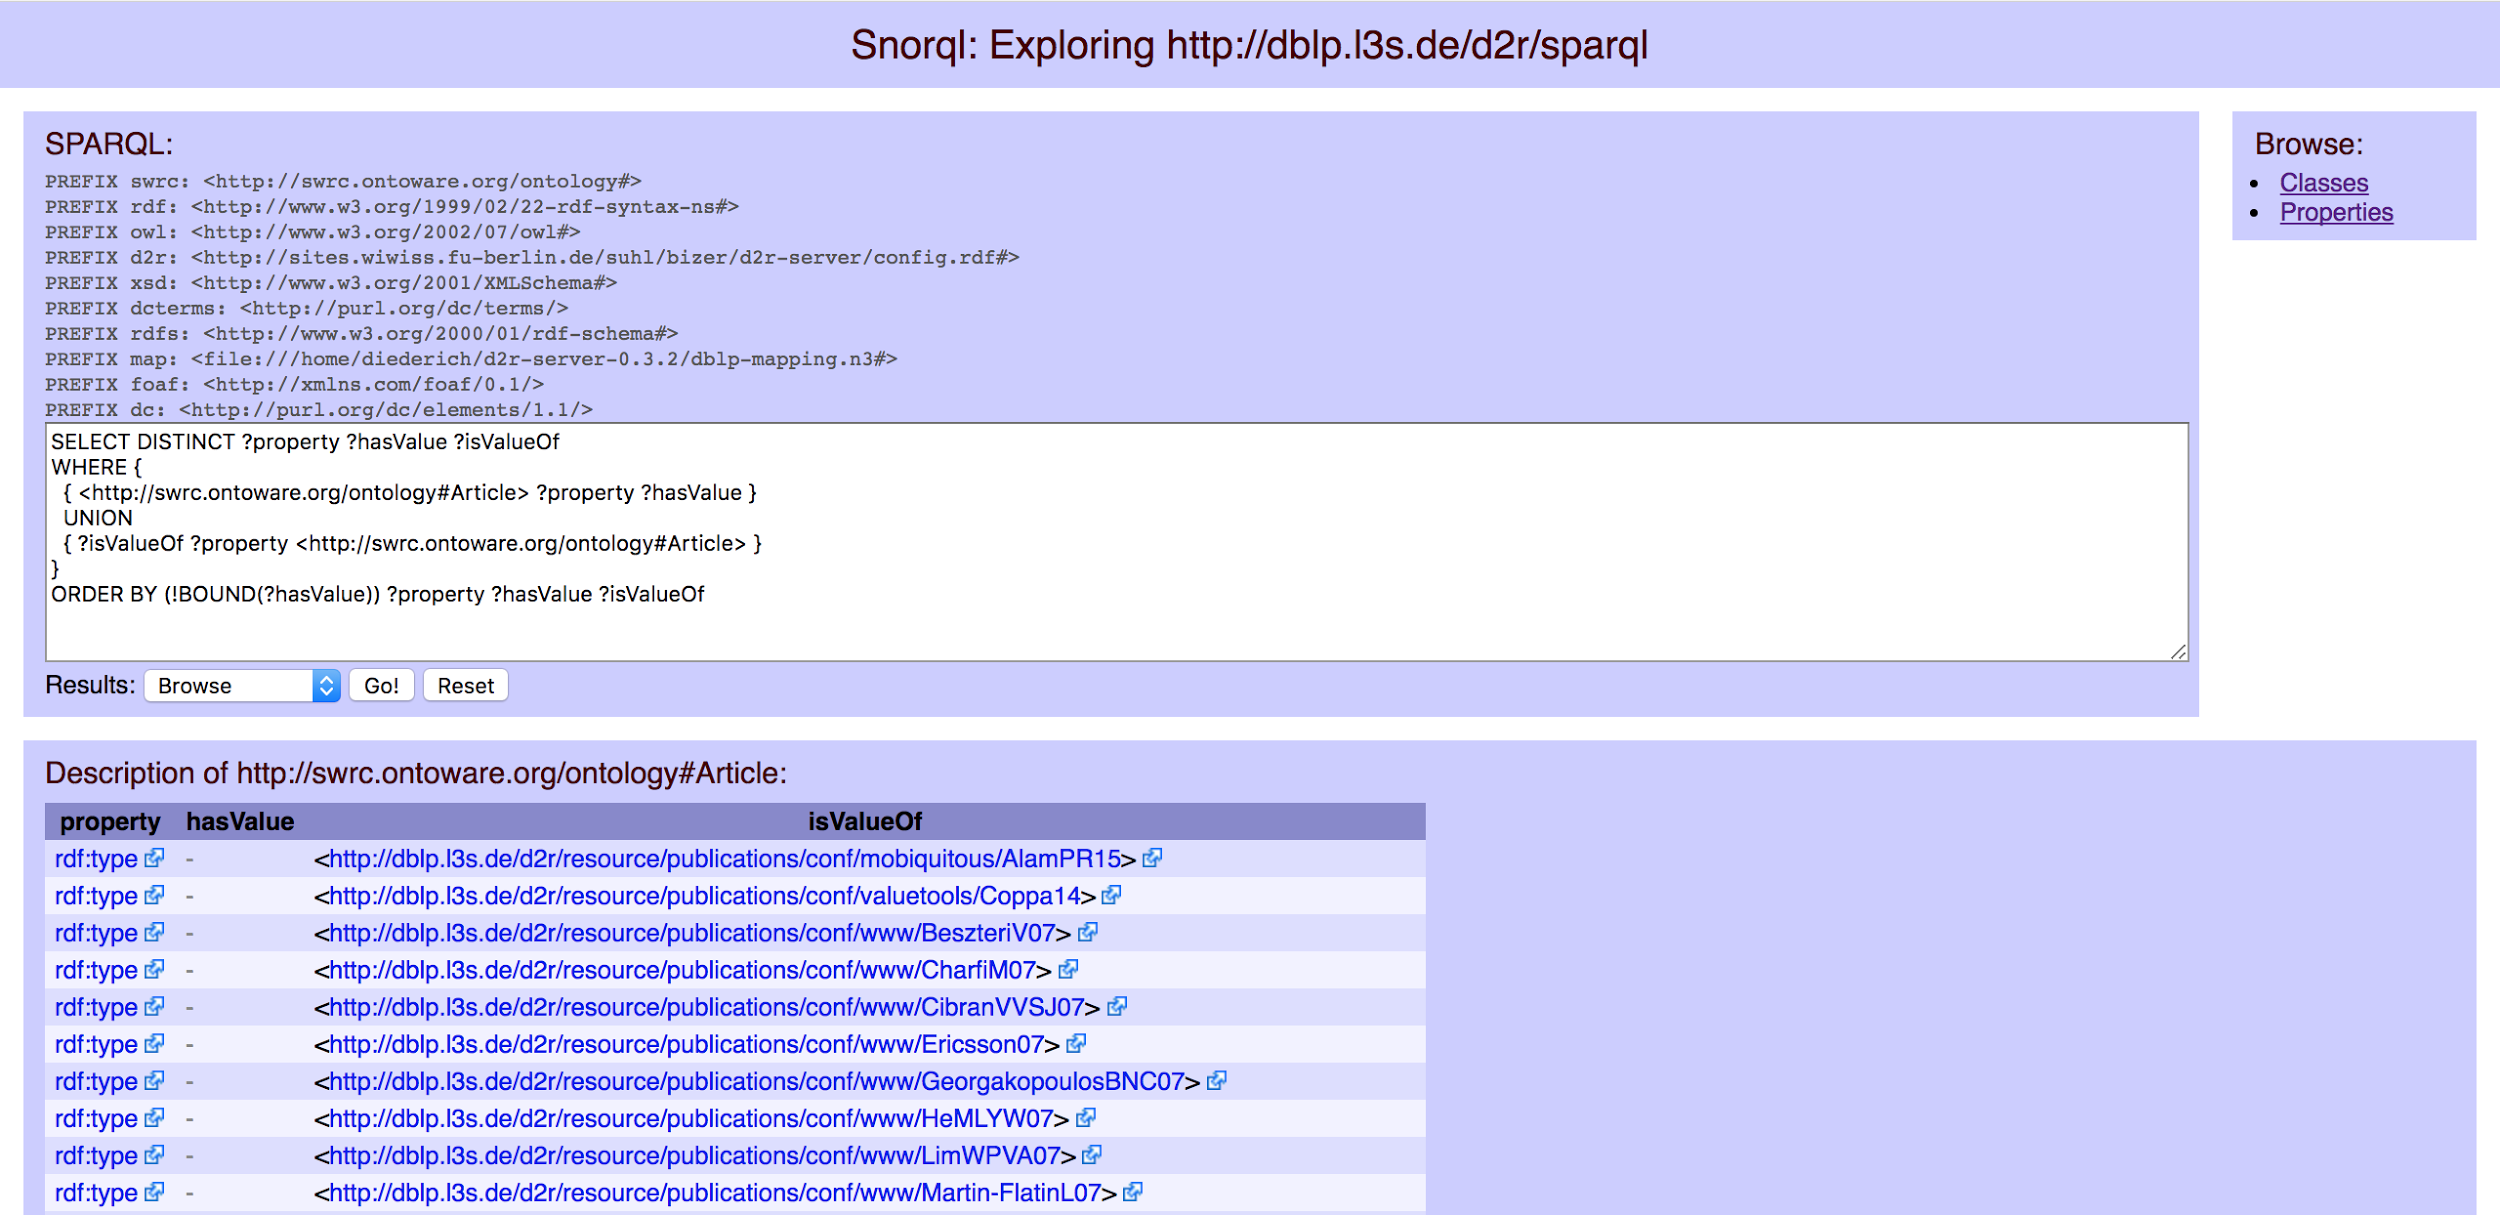 Snorql: Exploring http://dblp.l3s.de/d2r/sparql
SPARQL:
PREFIX swrc: <http://swrc.ontoware.org/ontology#>
PREFIX rdf: <http://www.w3.org/1999/02/22-rdf-syntax-ns#>
PREFIX owl: <http://www.w3.org/2002/07/owl#>
PREFIX d2r: <http://sites.wiwiss.fu-berlin.de/suhl/bizer/d2r-server/config.rdf#>
PREFIX xsd: <http://www.w3.org/2001/XMLSchema#>
PREFIX dcterms: <http://purl.org/dc/terms/>
PREFIX rdfs: <http://www.w3.org/2000/01/rdf-schema#>
PREFIX map: <file:///home/diederich/d2r-server-0.3.2/dblp-mapping.n3#>
PREFIX foaf: <http://xmlns.com/foaf/0.1/>
PREFIX dc: <http://purl.org/dc/elements/1.1/>
SELECT DISTINCT ?property ?hasValue ?isValueOf
WHERE {
{ <http://swrc.ontoware.org/ontology#Article> ?property ?hasValue }
UNION
{ ?isValueOf ?property <http://swrc.ontoware.org/ontology#Article> }
}
ORDER BY (!BOUND(?hasValue)) ?property ?hasValue ?isValueOf
Results: Browse Go! Reset
Browse:
• Classes
• Properties
Description of http://swrc.ontoware.org/ontology#Article:
property hasValue isValueOf
rdf:type - <http://dblp.l3s.de/d2r/resource/publications/conf/mobiquitous/AlamPR15>
rdf:type - <http://dblp.l3s.de/d2r/resource/publications/conf/valuetools/Coppa14>
rdf:type - <http://dblp.l3s.de/d2r/resource/publications/conf/www/BeszteriV07>
rdf:type - <http://dblp.l3s.de/d2r/resource/publications/conf/www/CharfiM07>
rdf:type - <http://dblp.l3s.de/d2r/resource/publications/conf/www/CibranVVSJ07>
rdf:type - <http://dblp.l3s.de/d2r/resource/publications/conf/www/Ericsson07>
rdf:type - <http://dblp.l3s.de/d2r/resource/publications/conf/www/GeorgakopoulosBNC07>
rdf:type - <http://dblp.l3s.de/d2r/resource/publications/conf/www/HeMLYW07>
rdf:type - <http://dblp.l3s.de/d2r/resource/publications/conf/www/LimWPVA07>
rdf:type - <http://dblp.l3s.de/d2r/resource/publications/conf/www/Martin-FlatinL07>